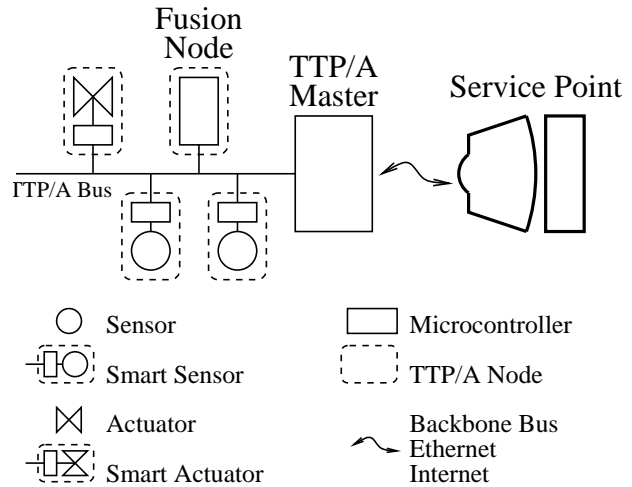 Fusion
Node
TTP/A
Master
Service Point
TTP/A Bus
Sensor
Microcontroller
Smart Sensor
TTP/A Node
Actuator
Backbone Bus
Ethernet
Smart Actuator
Internet